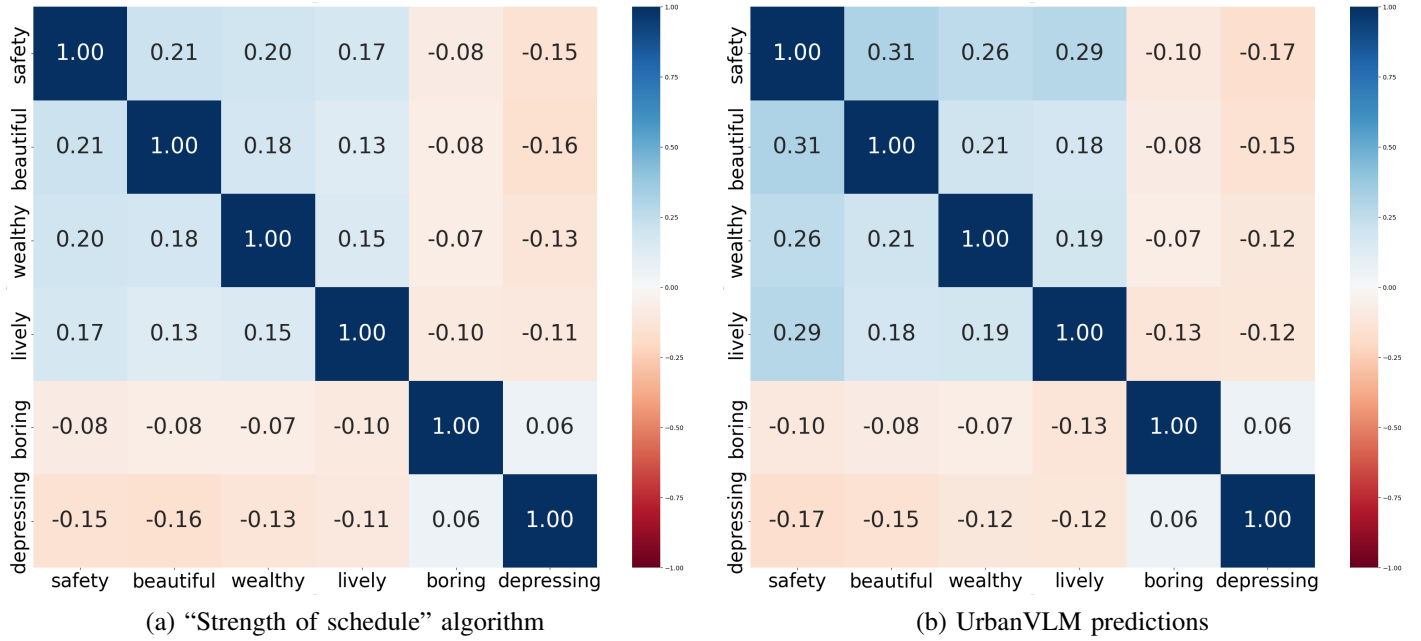 safety 1.00 0.21 0.20 0.17 -0.08 -0.15
beautiful 0.21 1.00 0.18 0.13 -0.08 -0.16
wealthy 0.20 0.18 1.00 0.15 -0.07 -0.13
lively 0.17 0.13 0.15 1.00 -0.10 -0.11
boring -0.08 -0.08 -0.07 -0.10 1.00 0.06
depressing -0.15 -0.16 -0.13 -0.11 0.06 1.00
safety beautiful wealthy lively boring depressing
1.00
0.75
0.50
0.25
0.00
−0.25
−0.50
−0.75
−1.00
(a) “Strength of schedule” algorithm
safety 1.00 0.31 0.26 0.29 -0.10 -0.17
beautiful 0.31 1.00 0.21 0.18 -0.08 -0.15
wealthy 0.26 0.21 1.00 0.19 -0.07 -0.12
lively 0.29 0.18 0.19 1.00 -0.13 -0.12
boring -0.10 -0.08 -0.07 -0.13 1.00 0.06
depressing -0.17 -0.15 -0.12 -0.12 0.06 1.00
safety beautiful wealthy lively boring depressing
1.00
0.75
0.50
0.25
0.00
−0.25
−0.50
−0.75
−1.00
(b) UrbanVLM predictions